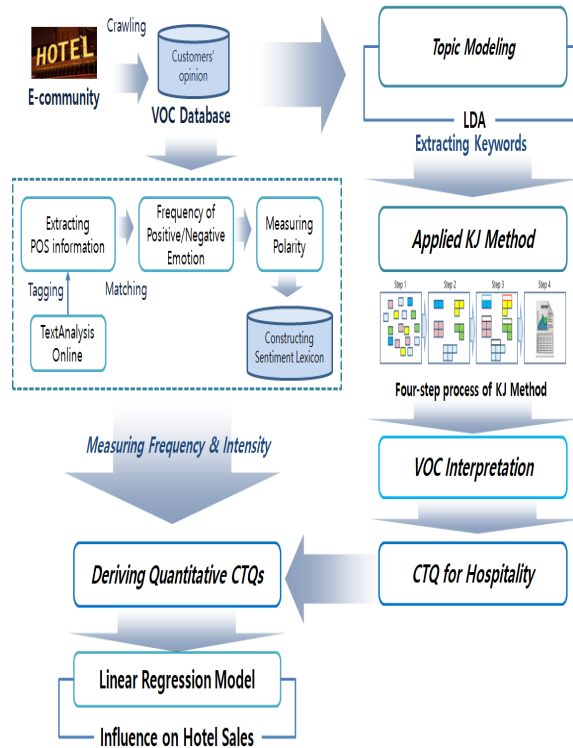 Crawling
HOTEL
E-community
Customers'
opinion
VOC Database
Topic Modeling
LDA
Extracting Keywords
Extracting
POS information
Frequency of
Positive/Negative
Emotion
Measuring
Polarity
Tagging
Matching
TextAnalysis
Online
Constructing
Sentiment Lexicon
Applied KJ Method
Step 1
Step 2
Step 3
Step 4
Four-step process of KJ Method
Measuring Frequency & Intensity
VOC Interpretation
Deriving Quantitative CTQs
CTQ for Hospitality
Linear Regression Model
Influence on Hotel Sales